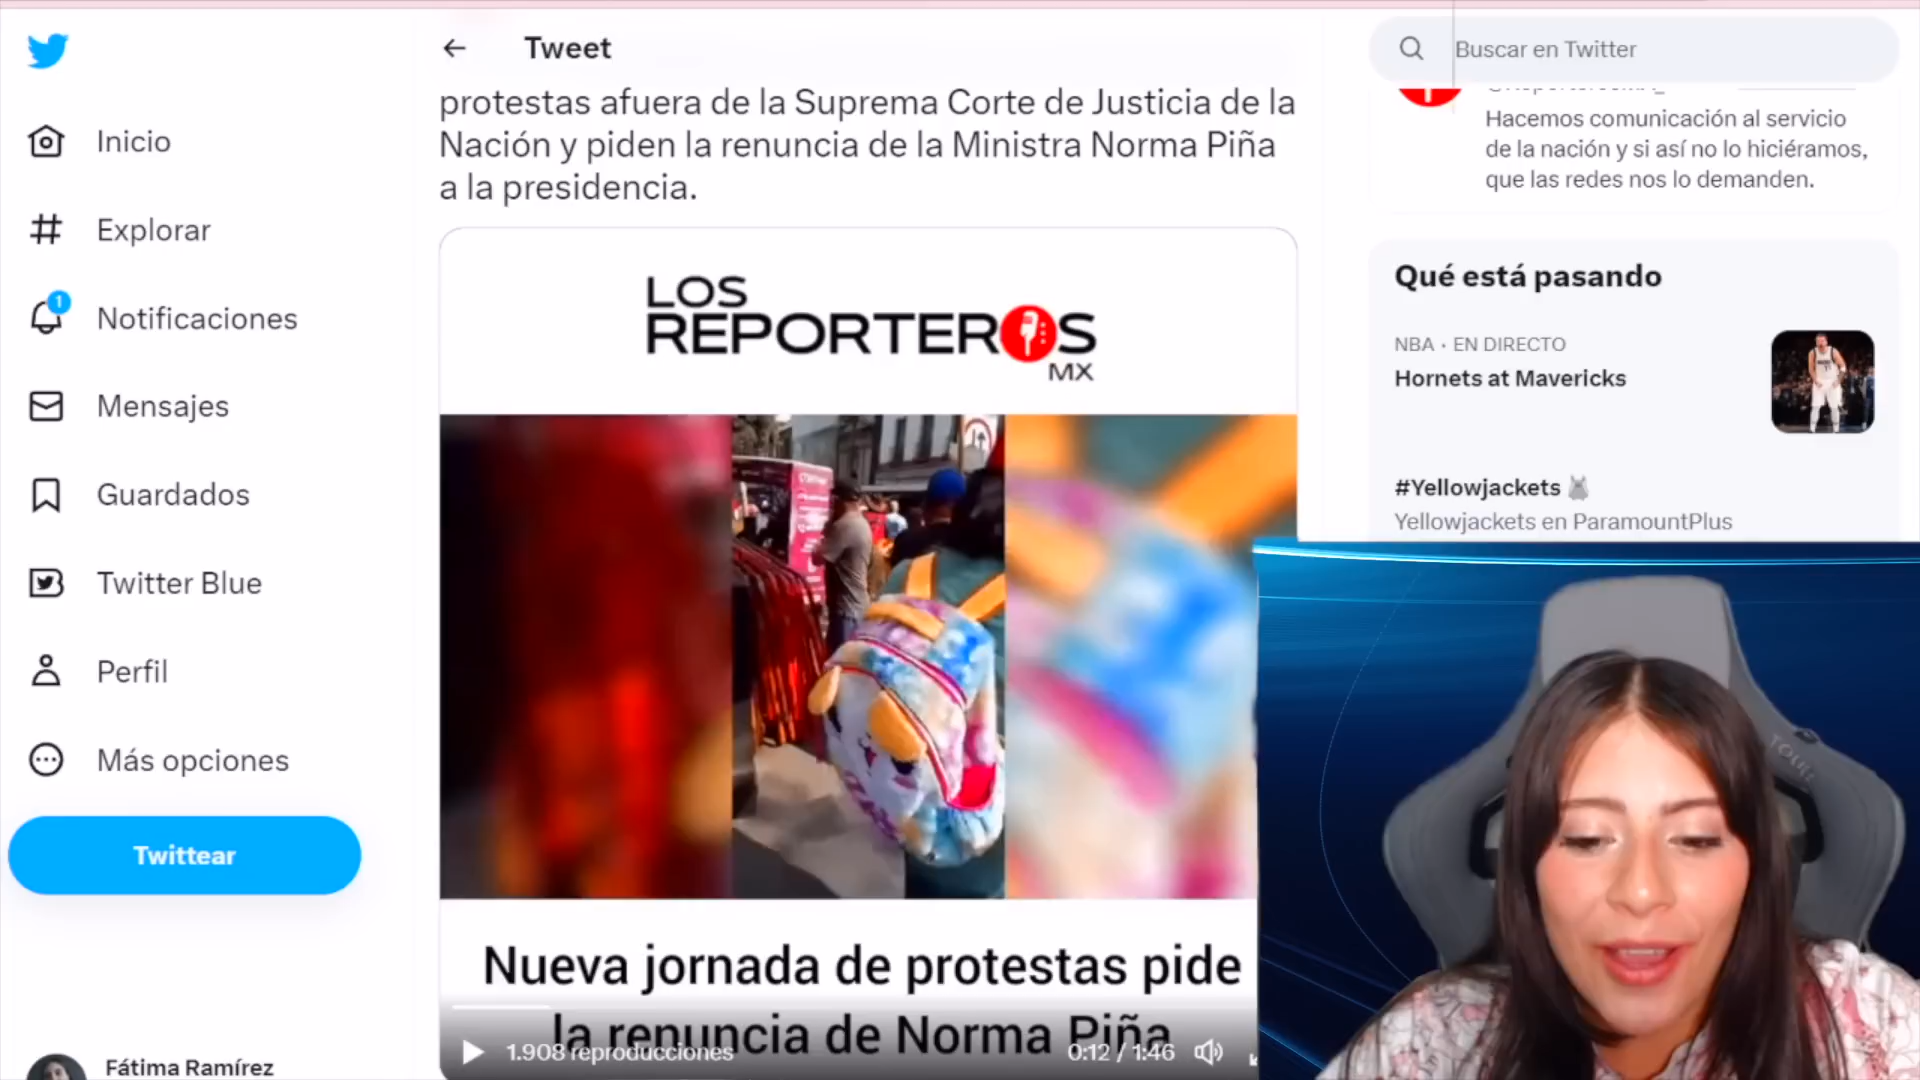 Tweet
Buscar en Twitter
protestas afuera de la Suprema Corte de Justicia de la
Nación y piden la renuncia de la Ministra Norma Piña
a la presidencia.
Hacemos comunicación al servicio
de la nación y si así no lo hiciéramos,
que las redes nos lo demanden.
Inicio
Explorar
1
Notificaciones
Mensajes
Guardados
Twitter Blue
Perfil
Más opciones
Twittear
Fátima Ramírez
LOS
REPORTEROS
MX
Qué está pasando
NBA · EN DIRECTO
Hornets at Mavericks
#Yellowjackets
Yellowjackets en ParamountPlus
Nueva jornada de protestas pide
la renuncia de Norma Piña
1.908 reproducciones
0:12 / 1:46